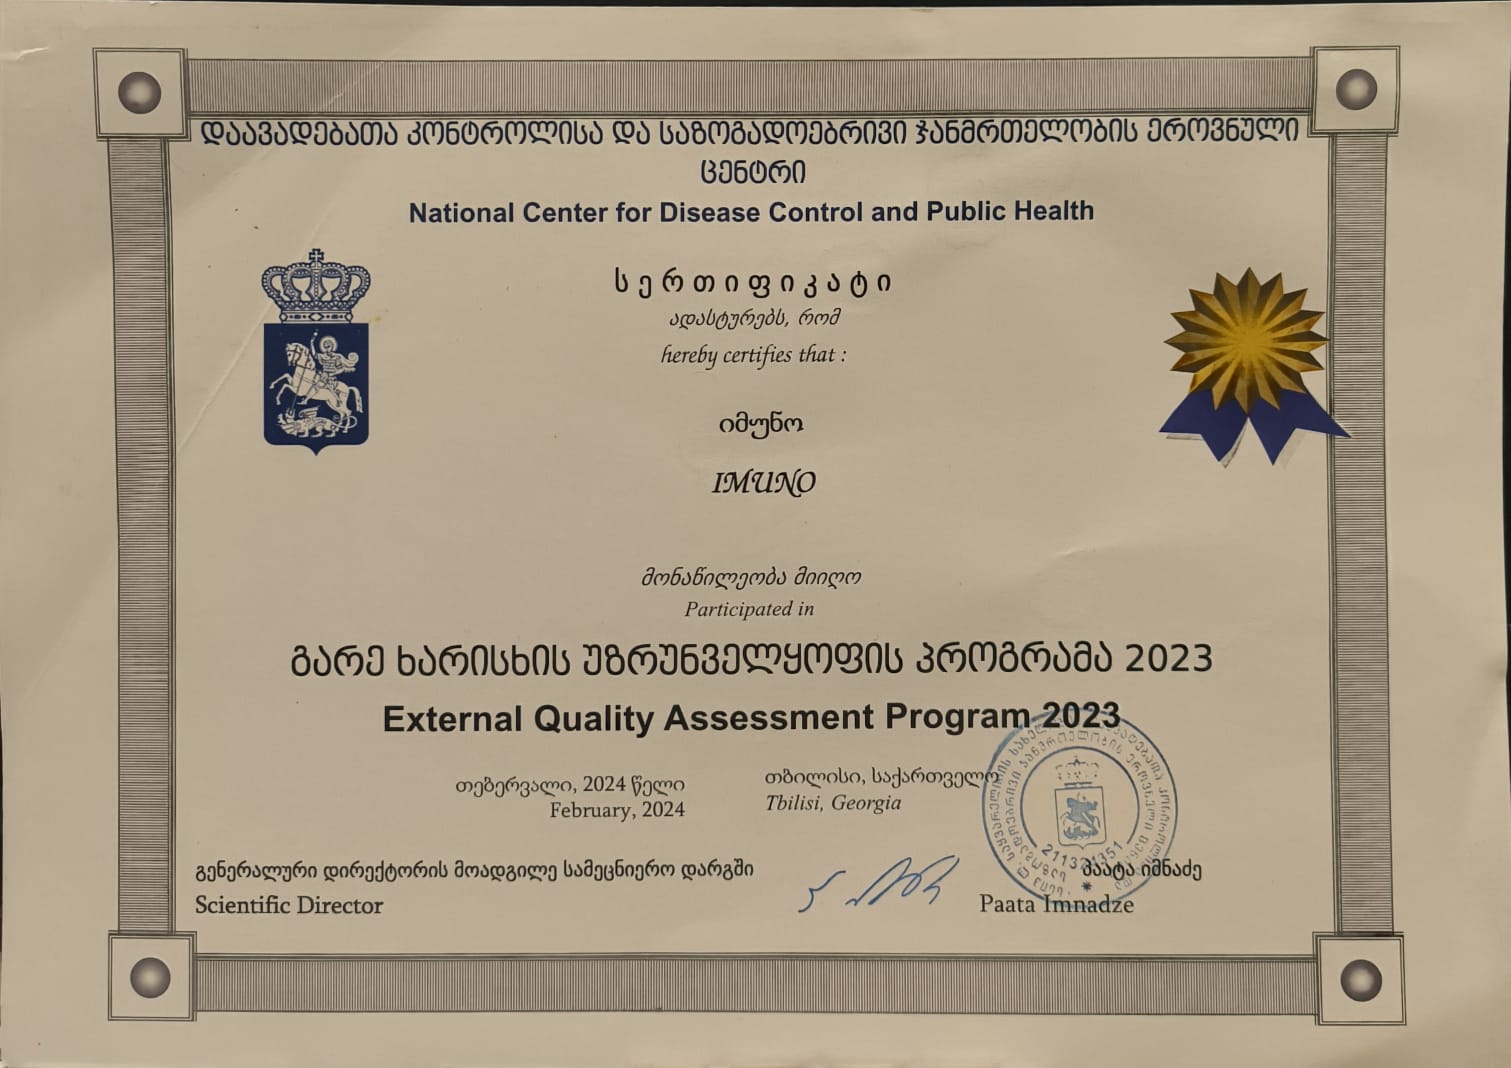 დაავადებათა კონტროლისა და საზოგადოებრივი ჯანმრთელობის ეროვნული
ცენტრი
National Center for Disease Control and Public Health
სერთიფიკატი
ადასტურებს, რომ
hereby certifies that :
იმუნო
IMUNO
მონაწილეობა მიიღო
Participated in
გარე ხარისხის უზრუნველყოფის პროგრამა 2023
External Quality Assessment Program 2023
თებერვალი, 2024 წელი
February, 2024
თბილისი, საქართველო
Tbilisi, Georgia
გენერალური დირექტორის მოადგილე სამეცნიერო დარგში
Scientific Director
პაატა იმნაძე
Paata Imnadze